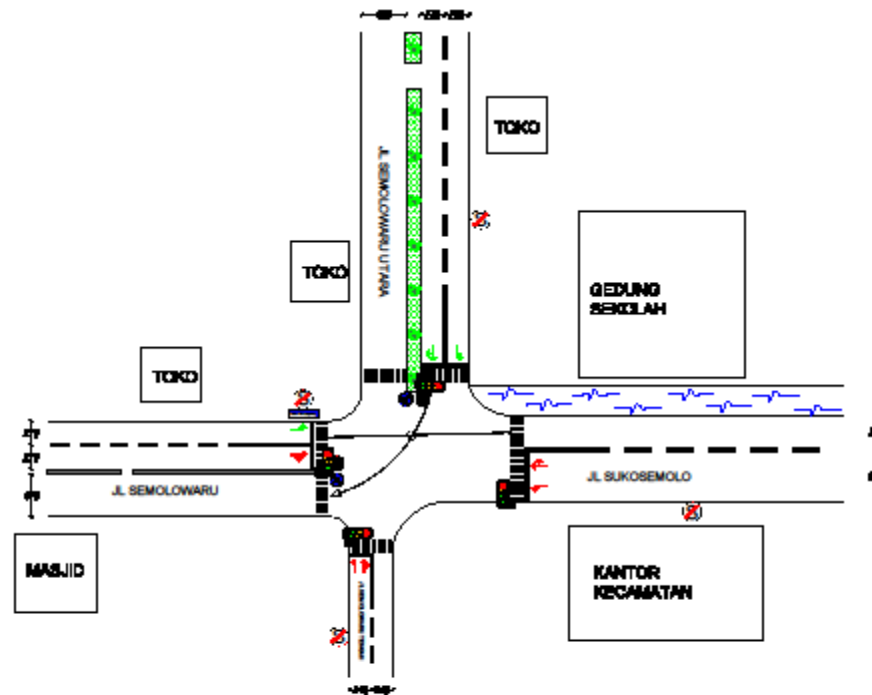 TOKO
JL SEMOLOWARU UTARA
TOKO
GEDUNG
SEKOLAH
TOKO
JL SEMOLOWARU
JL SUKOSEMOLO
MASJID
KANTOR
KECAMATAN